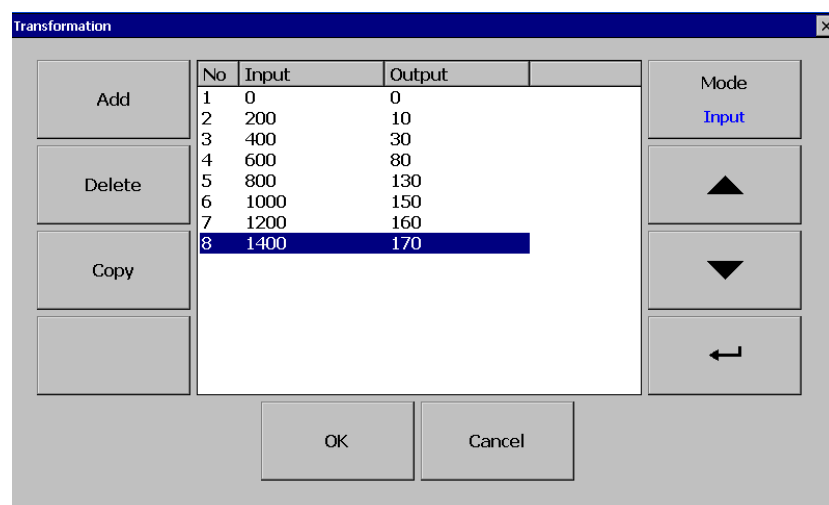 Transformation
Add
Delete
Copy
No Input Output
1 0 0
2 200 10
3 400 30
4 600 80
5 800 130
6 1000 150
7 1200 160
8 1400 170
Mode
Input
OK
Cancel